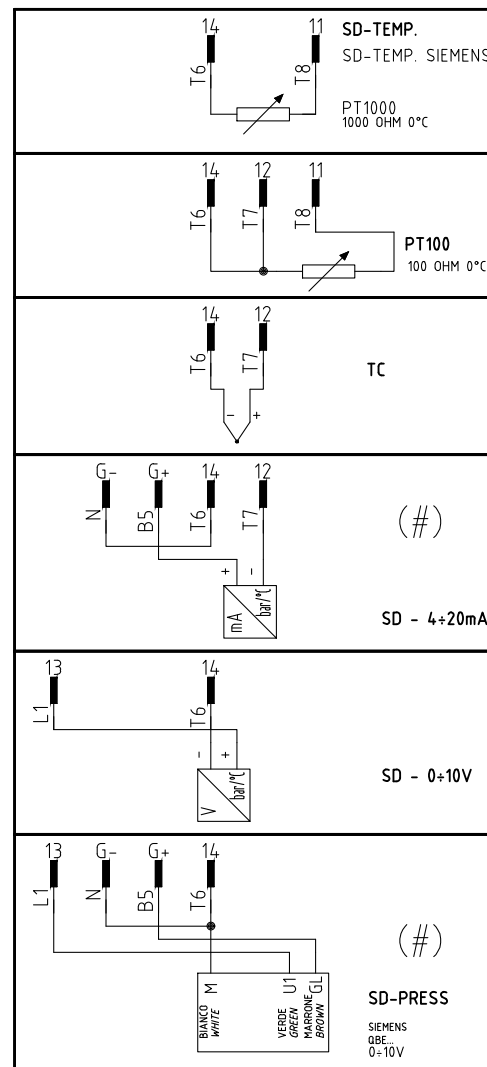 14 11 SD-TEMP.
SD-TEMP. SIEMENS
T6 T8
PT1000
1000 OHM 0°C
14 12 11
T6 T7 T8
PT100
100 OHM 0°C
14 12
T6 T7
TC
- +
G- G+ 14 12
N B5 T6 T7
(#)
+ -
mA bar/°C
SD - 4÷20mA
13 14
L1 T6
- +
V bar/°C
SD - 0÷10V
13 G- G+ 14
L1 N B5 T6
(#)
M U1 GL
BIANCO VERDE MARRONE
WHITE GREEN BROWN
SD-PRESS
SIEMENS
QBE...
0÷10V